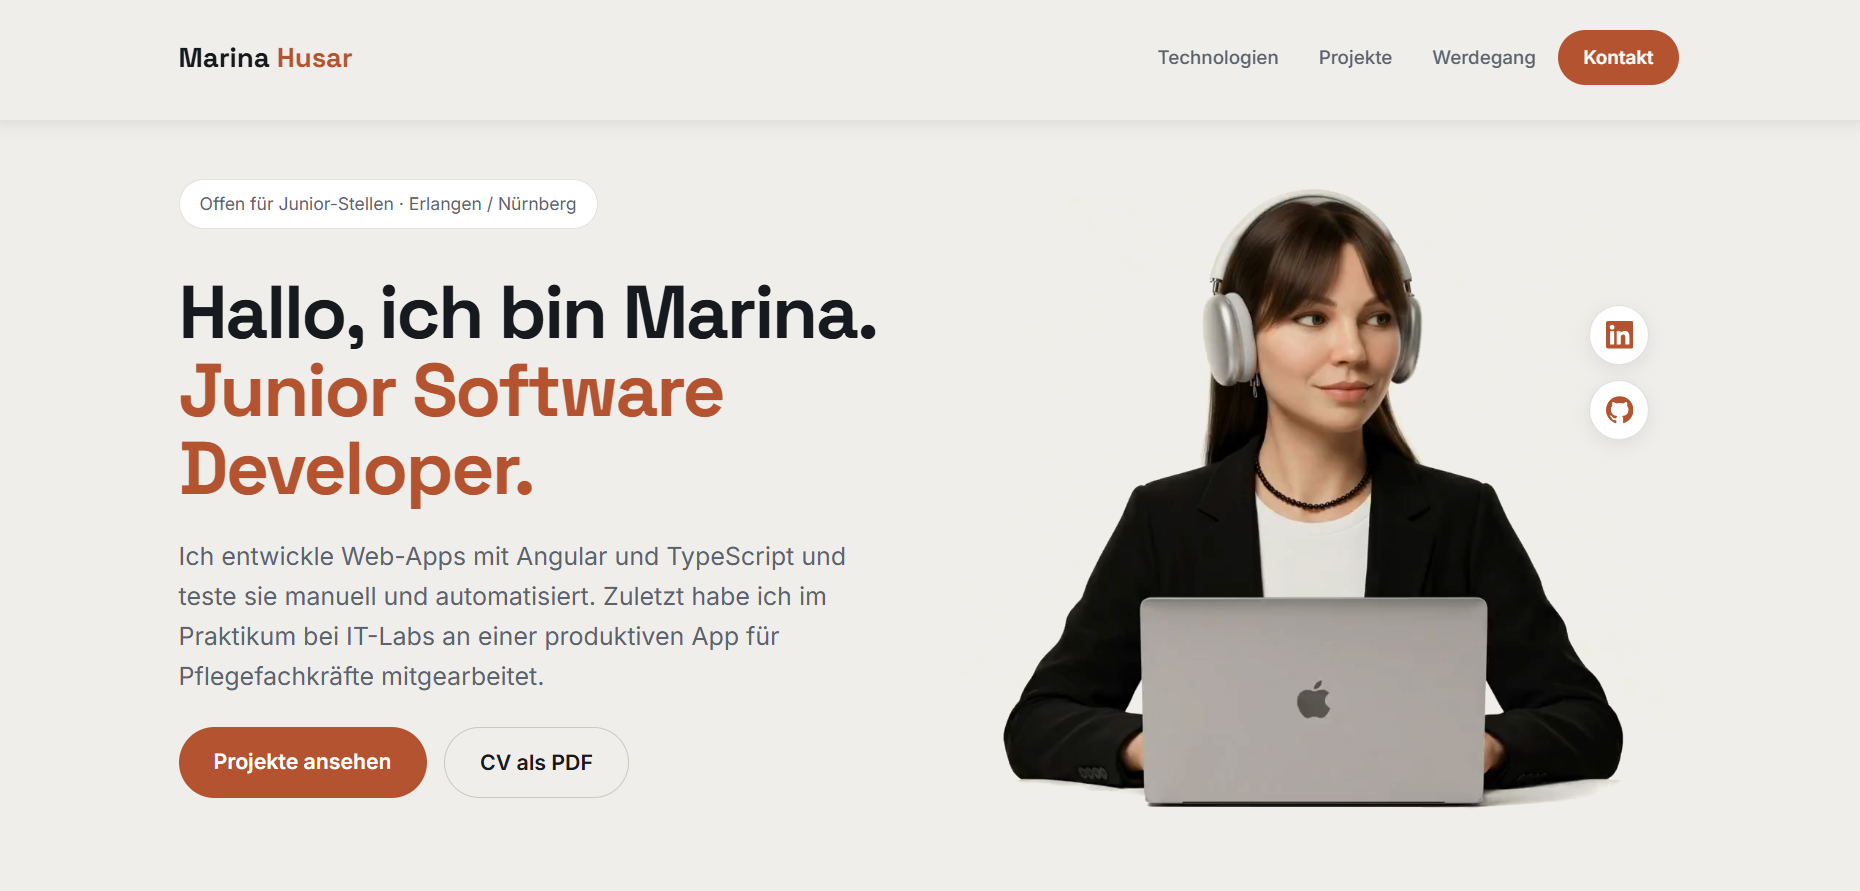 Marina Husar
Technologien
Projekte
Werdegang
Kontakt
Offen für Junior-Stellen · Erlangen / Nürnberg
Hallo, ich bin Marina.
Junior Software
Developer.
Ich entwickle Web-Apps mit Angular und TypeScript und
teste sie manuell und automatisiert. Zuletzt habe ich im
Praktikum bei IT-Labs an einer produktiven App für
Pflegefachkräfte mitgearbeitet.
Projekte ansehen
CV als PDF
in